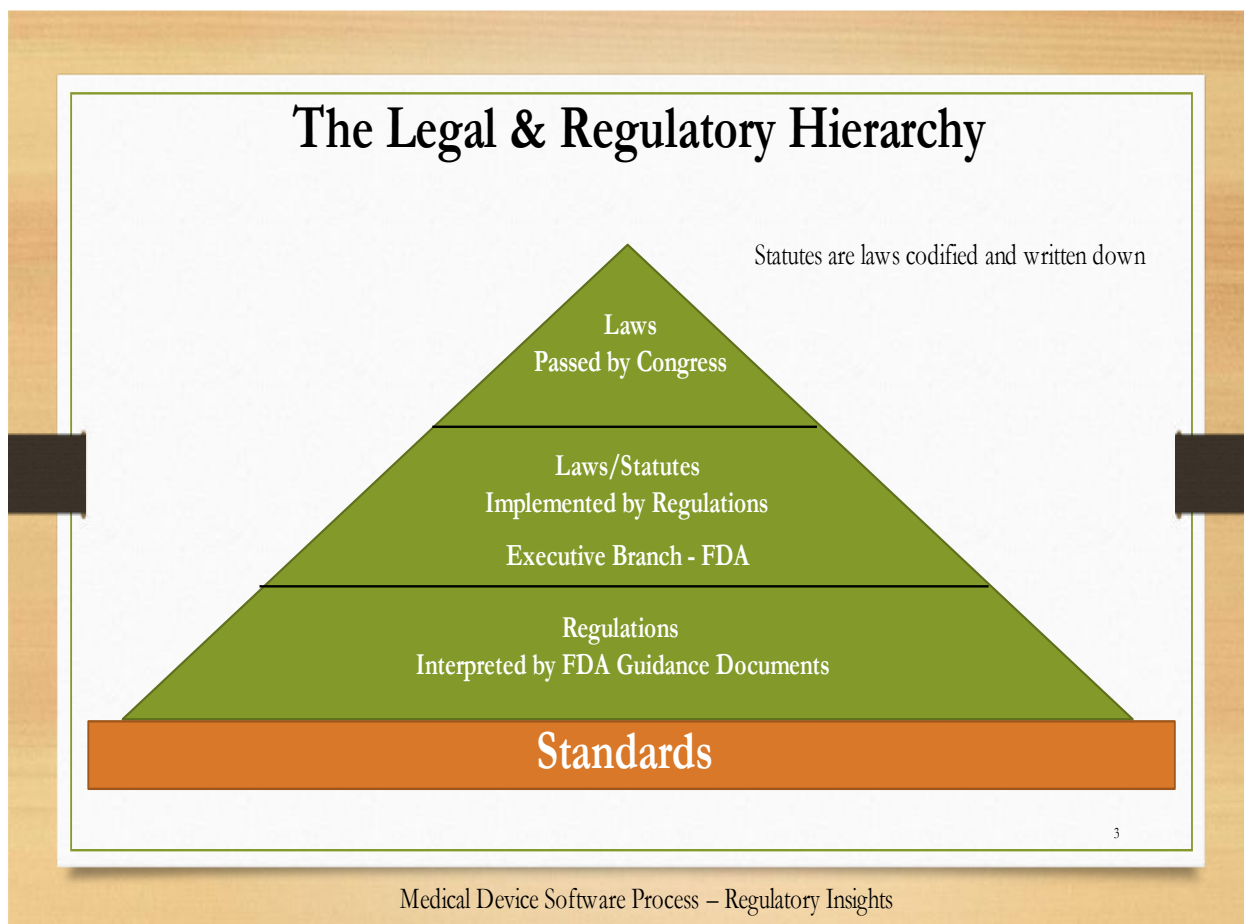 The Legal & Regulatory Hierarchy
Statutes are laws codified and written down
Laws
Passed by Congress
Laws/Statutes
Implemented by Regulations
Executive Branch - FDA
Regulations
Interpreted by FDA Guidance Documents
Standards
3
Medical Device Software Process – Regulatory Insights